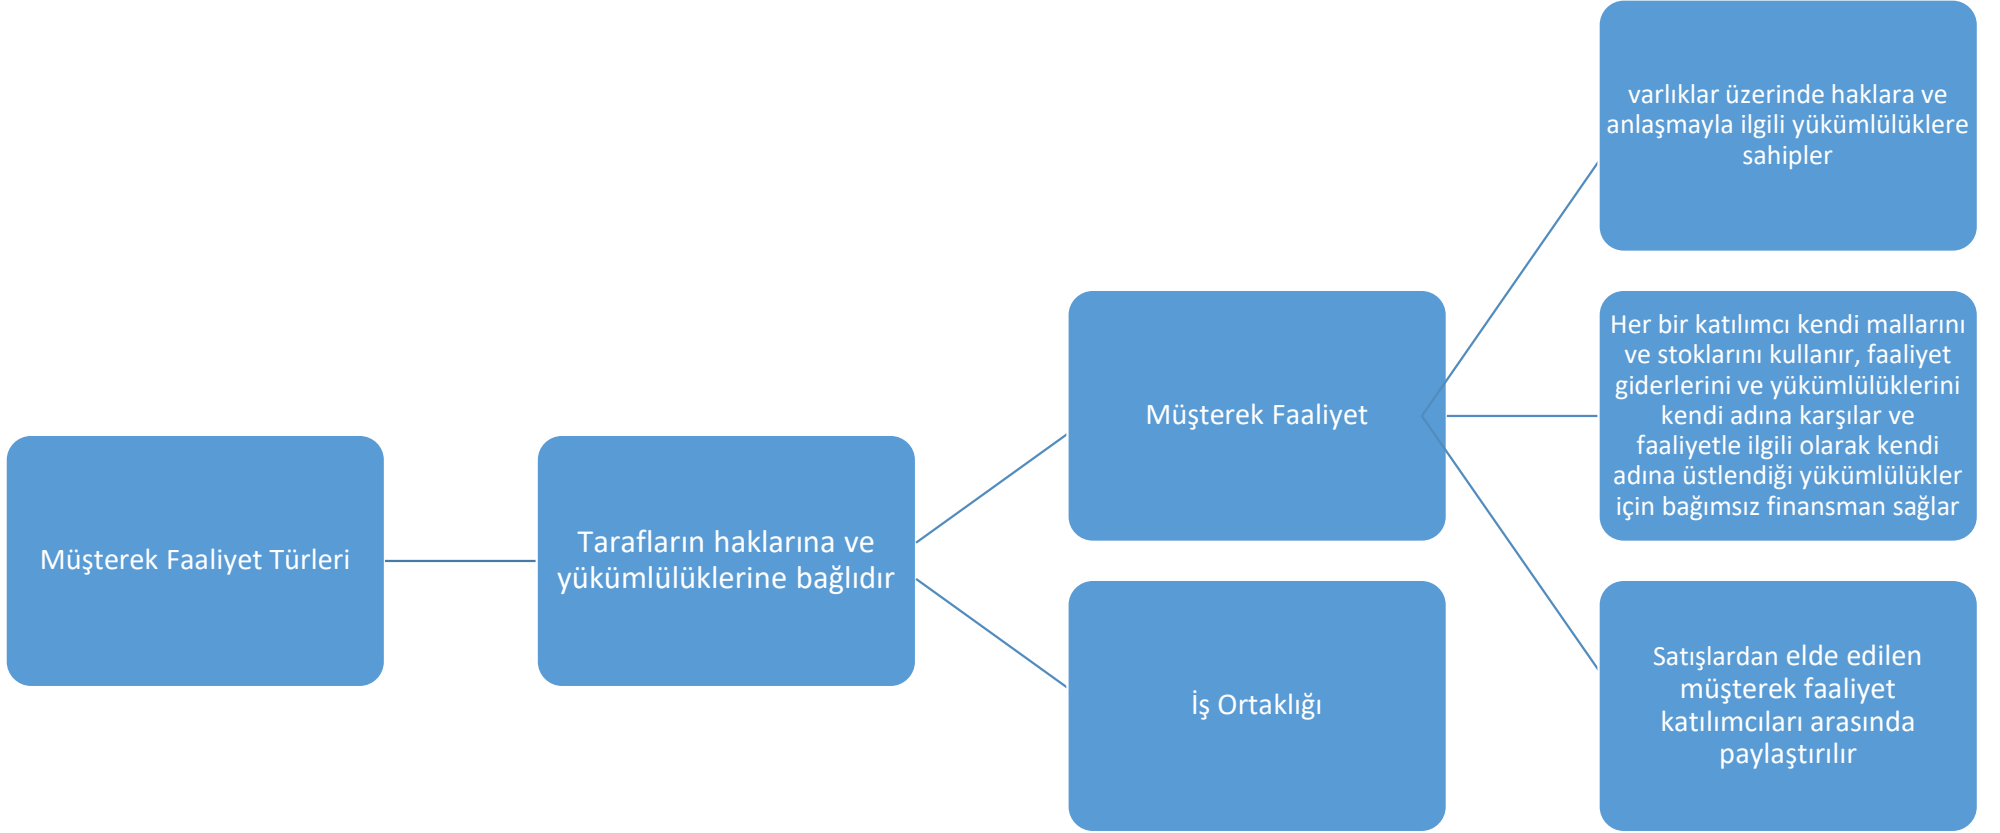 Müşterek Faaliyet Türleri
Tarafların haklarına ve
yükümlülüklerine bağlıdır
Müşterek Faaliyet
İş Ortaklığı
varlıklar üzerinde haklara ve
anlaşmayla ilgili yükümlülüklere
sahipler
Her bir katılımcı kendi mallarını
ve stoklarını kullanır, faaliyet
giderlerini ve yükümlülüklerini
kendi adına karşılar ve
faaliyetle ilgili olarak kendi
adına üstlendiği yükümlülükler
için bağımsız finansman sağlar
Satışlardan elde edilen
müşterek faaliyet
katılımcıları arasında
paylaştırılır